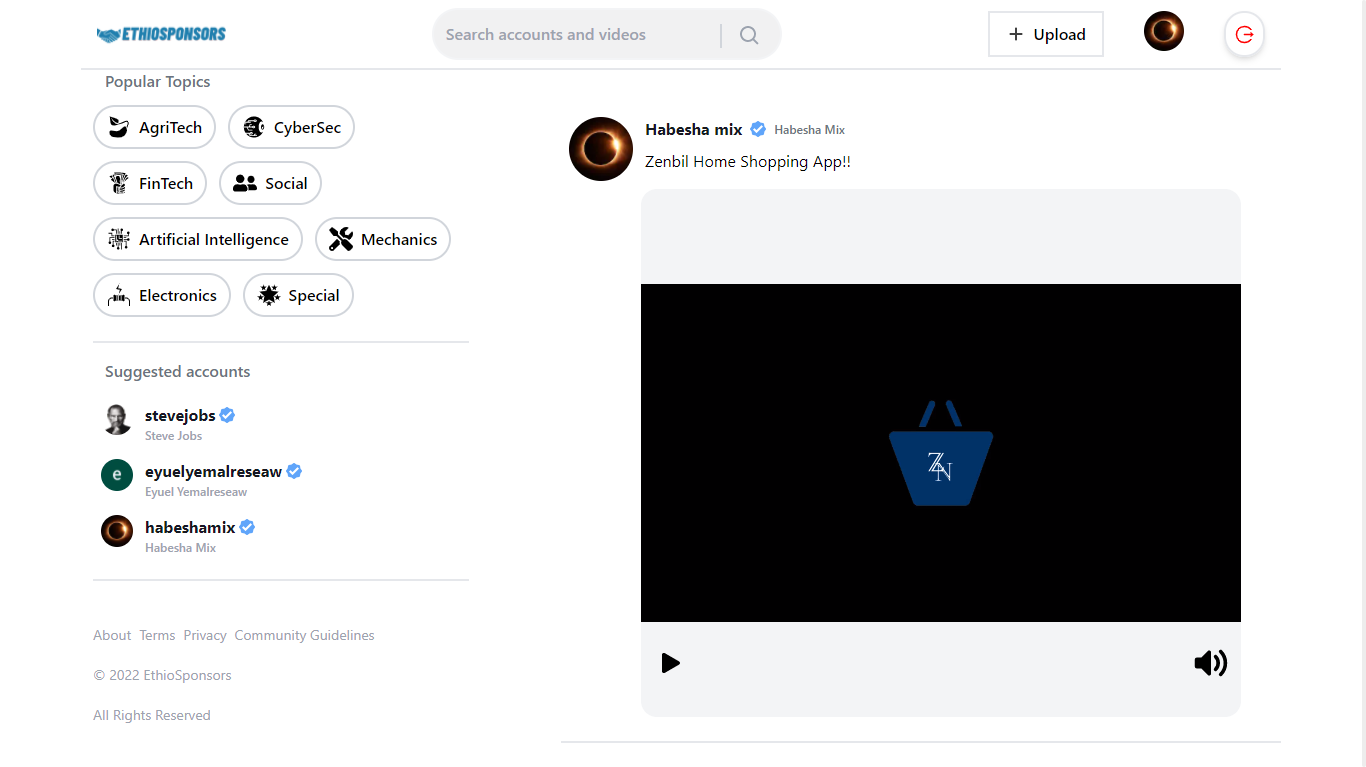 ETHIOSPONSORS
Search accounts and videos
Upload
Popular Topics
AgriTech
CyberSec
FinTech
Social
Artificial Intelligence
Mechanics
Electronics
Special
Suggested accounts
stevejobs
Steve Jobs
e
eyuelyemalreseaw
Eyuel Yemalreseaw
habeshamix
Habesha Mix
About Terms Privacy Community Guidelines
© 2022 EthioSponsors
All Rights Reserved
Habesha mix Habesha Mix
Zenbil Home Shopping App!!
ZN